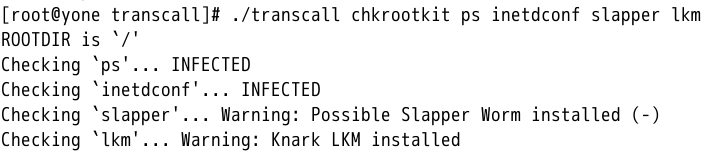 [root@yone transcall]# ./transcall chkrootkit ps inetdconf slapper lkm
ROOTDIR is `/'
Checking `ps'... INFECTED
Checking `inetdconf'... INFECTED
Checking `slapper'... Warning: Possible Slapper Worm installed (-)
Checking `lkm'... Warning: Knark LKM installed